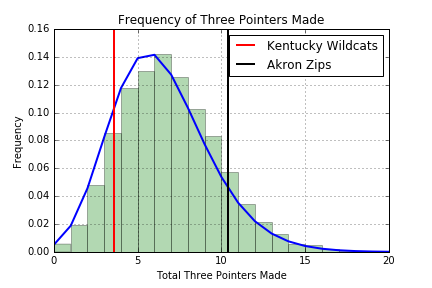 Frequency of Three Pointers Made
0.16
0.14
0.12
0.10
0.08
0.06
0.04
0.02
0.00
Frequency
Kentucky Wildcats
Akron Zips
0 5 10 15 20
Total Three Pointers Made